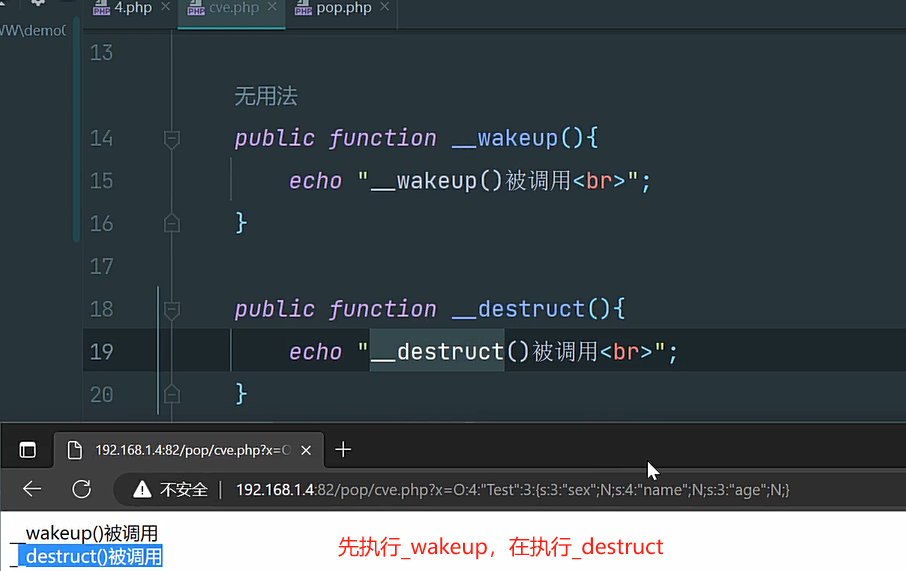 4.php
cve.php
pop.php
WW\demo0
13
无用法
14 public function __wakeup(){
15 echo "__wakeup()被调用<br>";
16 }
17
18 public function __destruct(){
19 echo "__destruct()被调用<br>";
20 }
192.168.1.4:82/pop/cve.php?x=O
不安全
192.168.1.4:82/pop/cve.php?x=O:4:"Test":3:{s:3:"sex";N;s:4:"name";N;s:3:"age";N;}
__wakeup()被调用
__destruct()被调用
先执行_wakeup，在执行_destruct